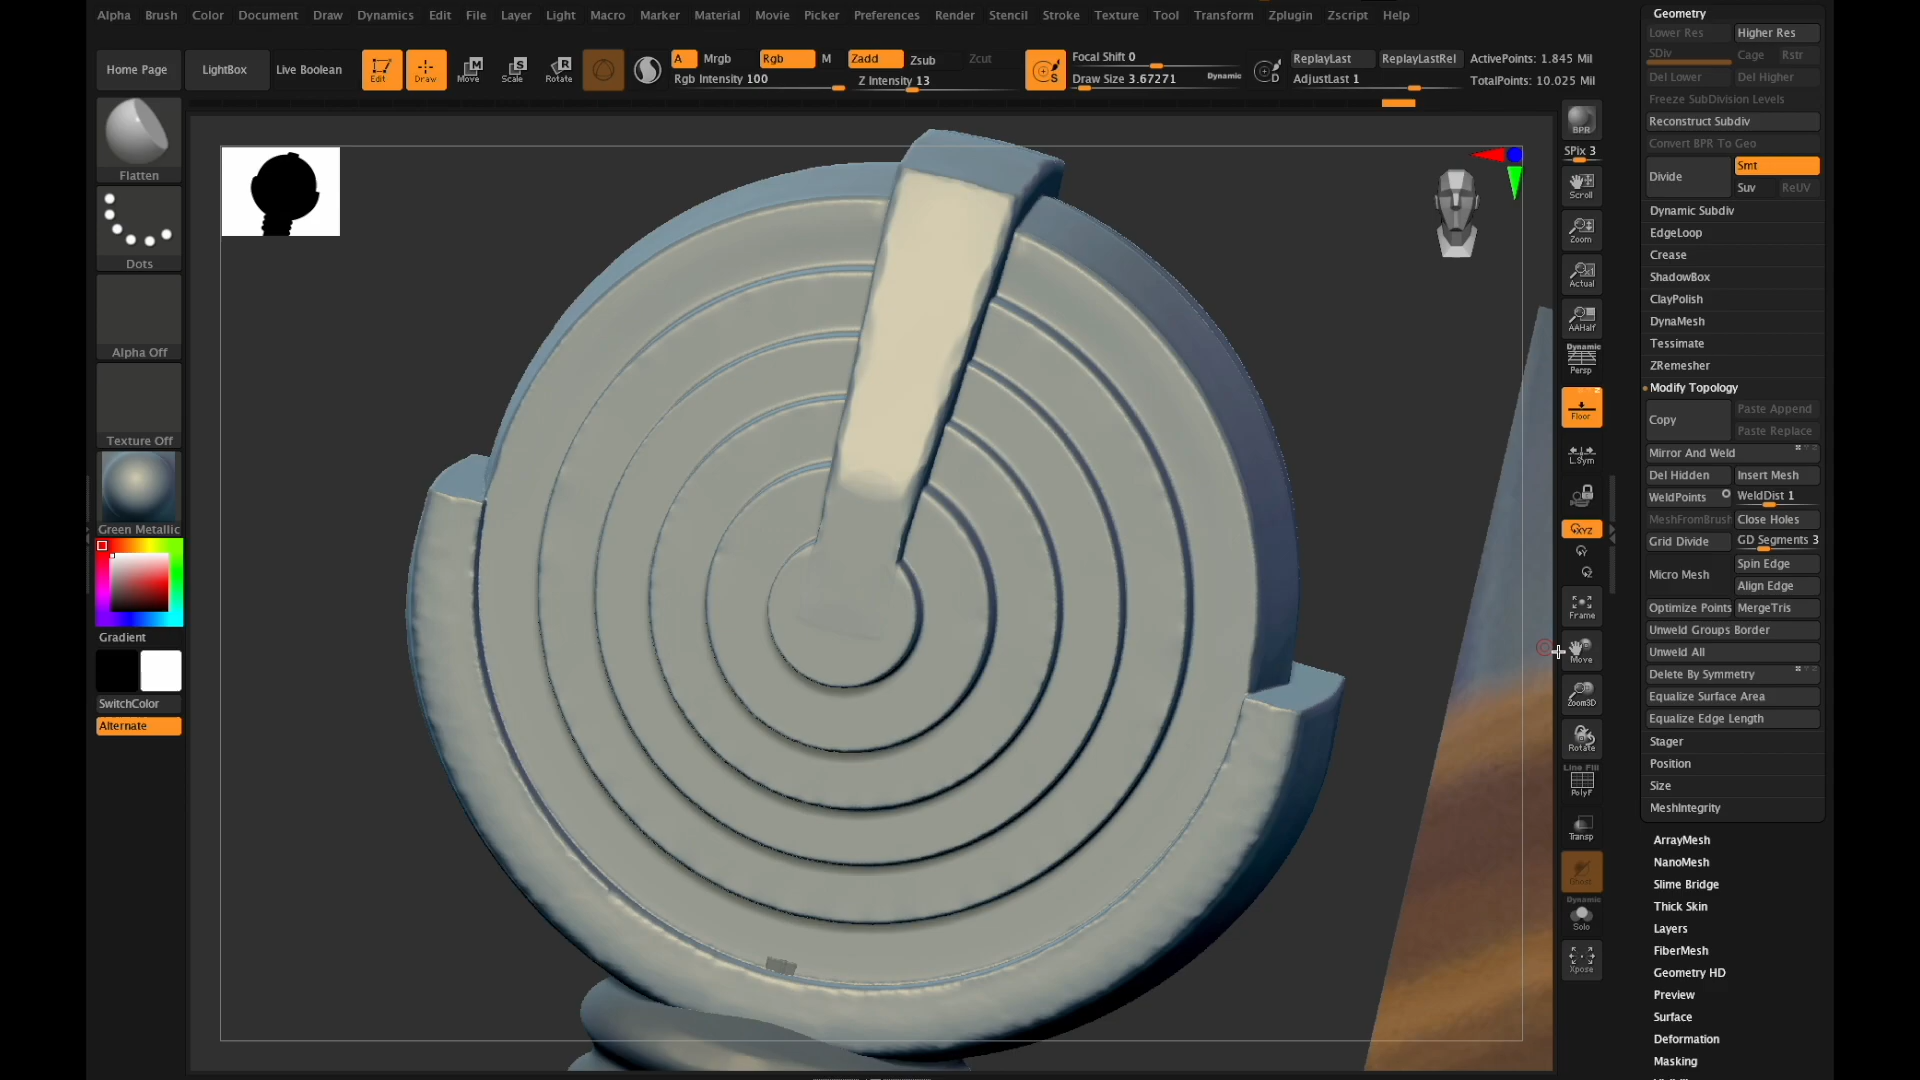 Alpha Brush Color Document Draw Dynamics Edit File Layer Light Macro Marker Material Movie Picker Preferences Render Stencil Stroke Texture Tool Transform Zplugin Zscript Help
Home Page
LightBox
Live Boolean
Edit
Draw
Move
Scale
Rotate
A
Mrgb
Rgb
M
Rgb Intensity 100
Zadd
Zsub
Zcut
Z Intensity 13
S
Focal Shift 0
Draw Size 3.67271
Dynamic
D
ReplayLast
ReplayLastRel
AdjustLast 1
ActivePoints: 1.845 Mil
TotalPoints: 10.025 Mil
Flatten
Dots
Alpha Off
Texture Off
Green Metallic
Gradient
SwitchColor
Alternate
BPR
SPix 3
Scroll
Zoom
Actual
AAHalf
Dynamic
Persp
Floor
L.Sym
XYZ
Y
Z
Frame
Move
Zoom3D
Rotate
Line Fill
PolyF
Transp
Ghost
Dynamic
Solo
Xpose
Geometry
Lower Res
Higher Res
SDiv
Cage
Rstr
Del Lower
Del Higher
Freeze SubDivision Levels
Reconstruct Subdiv
Convert BPR To Geo
Divide
Smt
Suv
ReUV
Dynamic Subdiv
EdgeLoop
Crease
ShadowBox
ClayPolish
DynaMesh
Tessimate
ZRemesher
Modify Topology
Copy
Paste Append
Paste Replace
Mirror And Weld
Del Hidden
Insert Mesh
WeldPoints
WeldDist 1
MeshFromBrush
Close Holes
Grid Divide
GD Segments 3
Micro Mesh
Spin Edge
Align Edge
Optimize Points
MergeTris
Unweld Groups Border
Unweld All
Delete By Symmetry
Equalize Surface Area
Equalize Edge Length
Stager
Position
Size
MeshIntegrity
ArrayMesh
NanoMesh
Slime Bridge
Thick Skin
Layers
FiberMesh
Geometry HD
Preview
Surface
Deformation
Masking